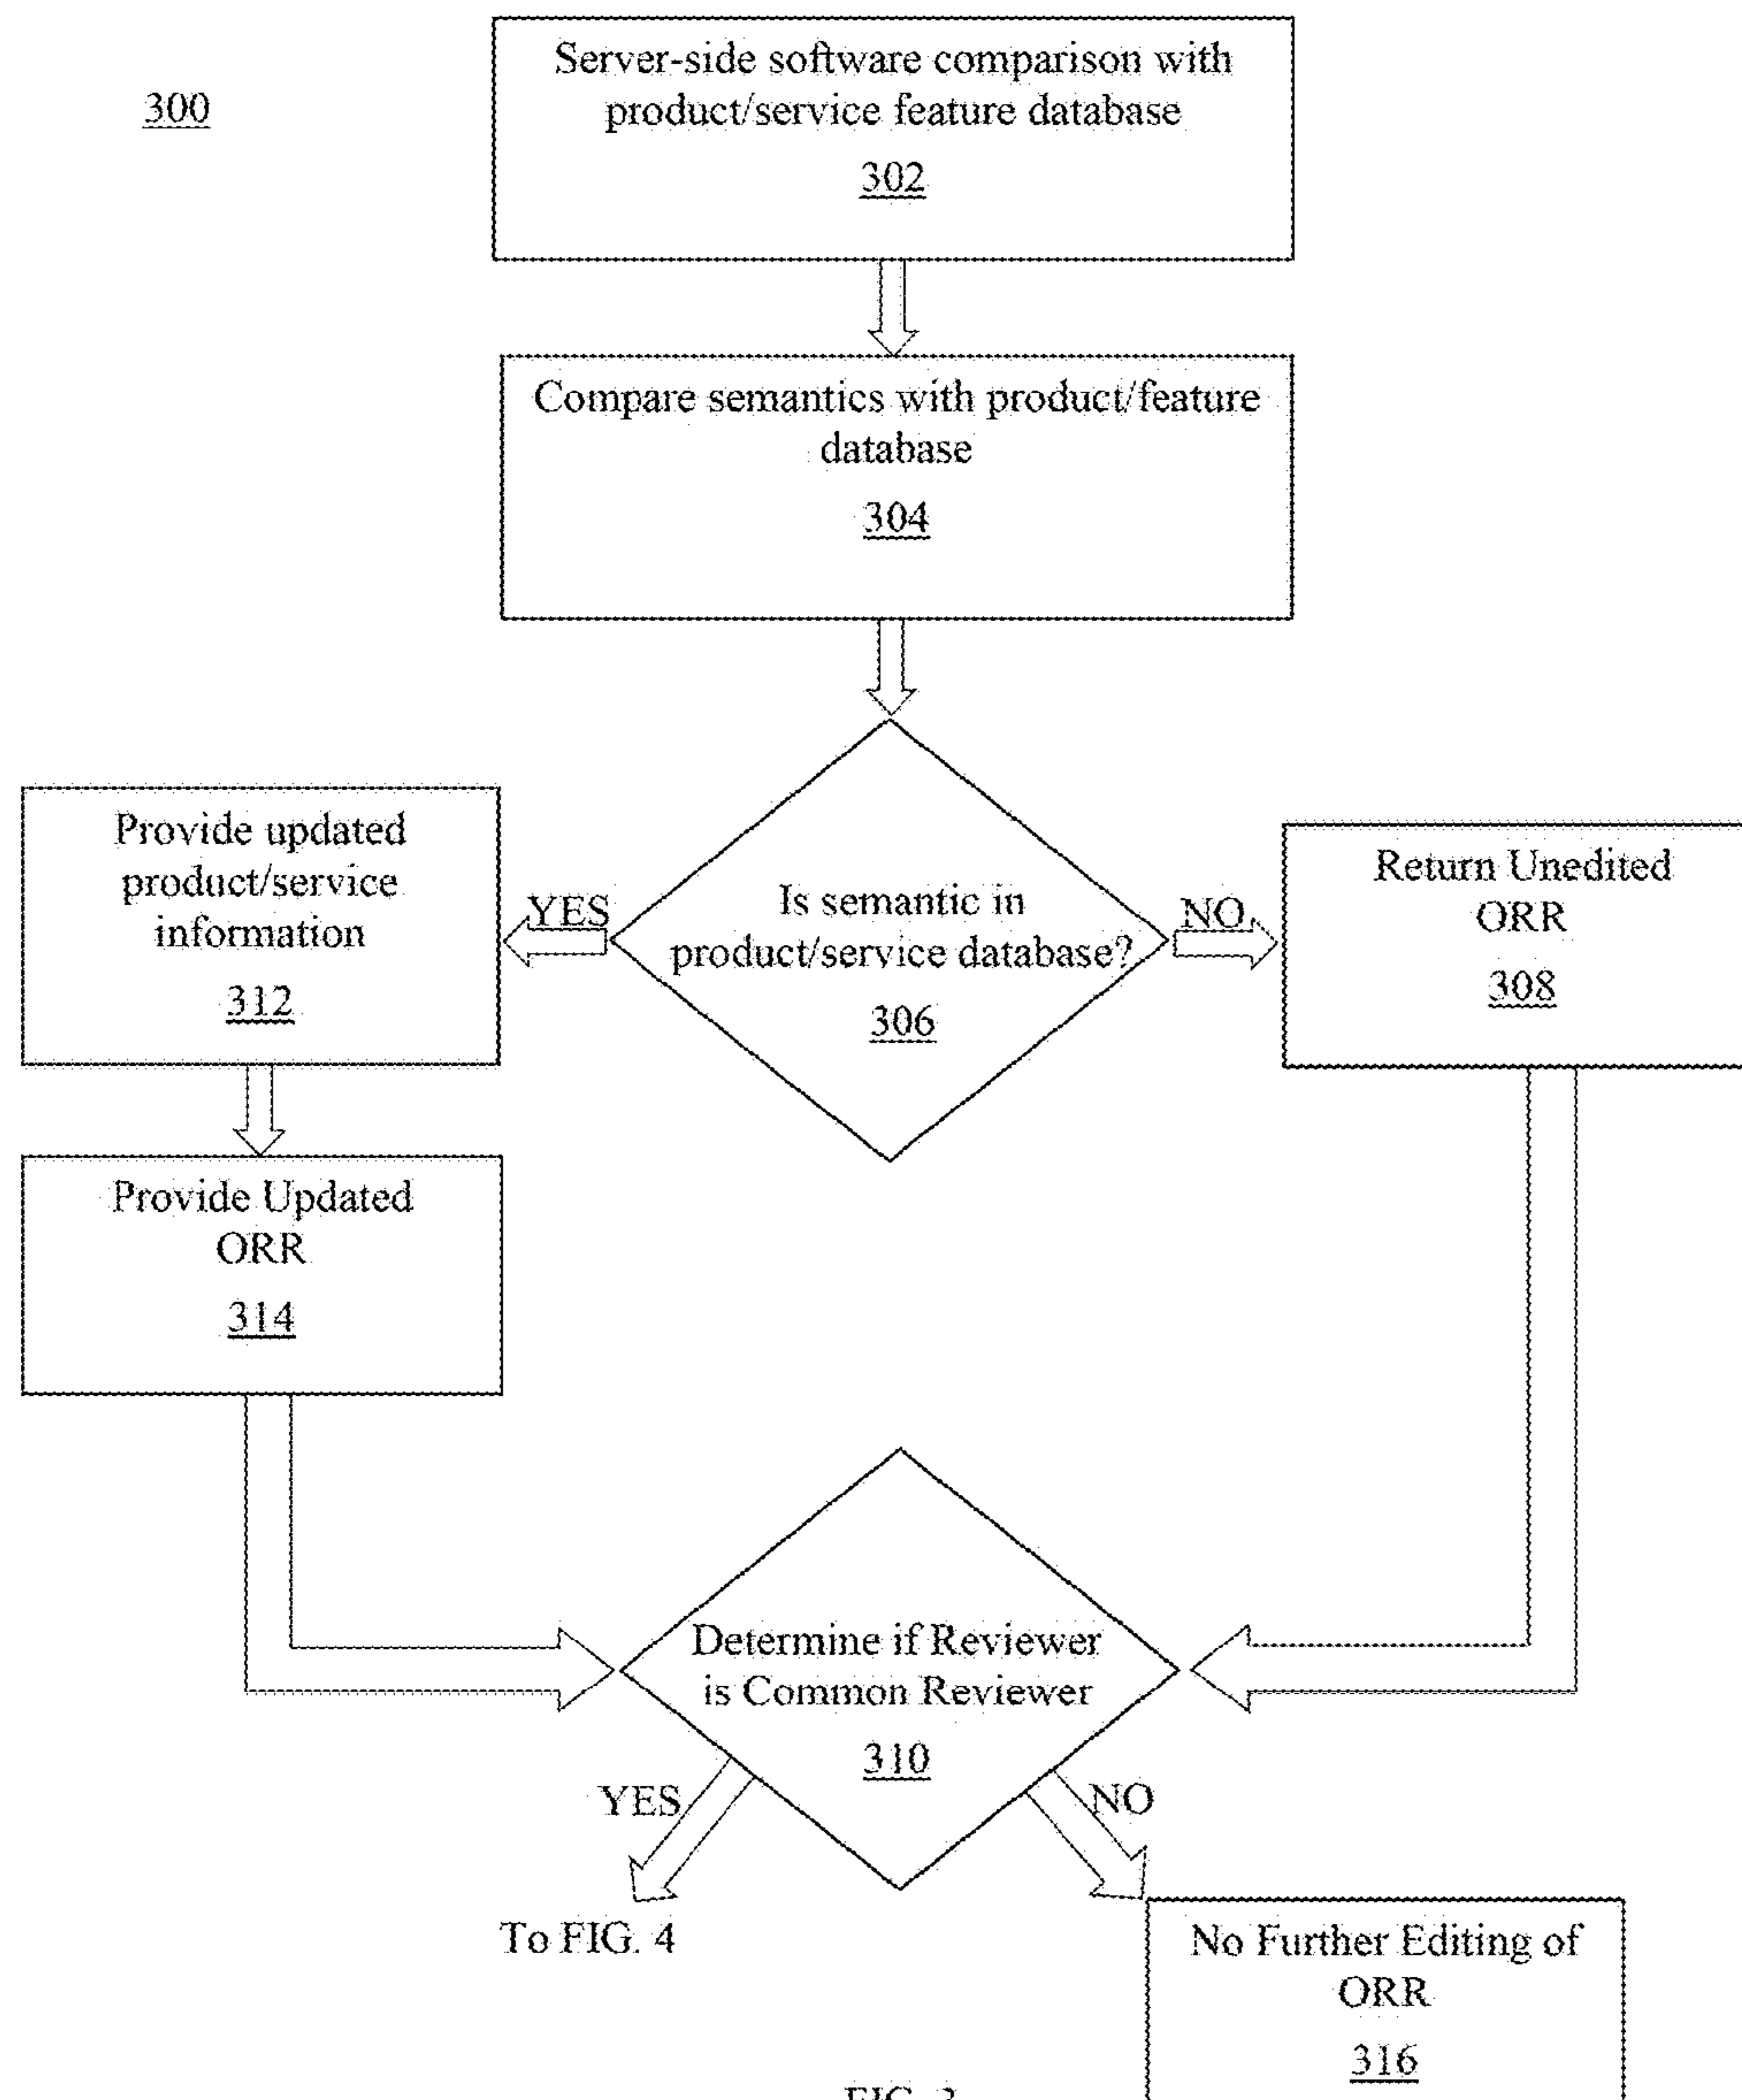 300
Server-side software comparison with
product/service feature database
302
Compare semantics with product/feature
database
304
Provide updated
product/service
information
312
YES
Is semantic in
product/service database?
306
NO
Return Unedited
ORR
308
Provide Updated
ORR
314
Determine if Reviewer
is Common Reviewer
310
YES
NO
To FIG. 4
No Further Editing of
ORR
316
FIG. 3